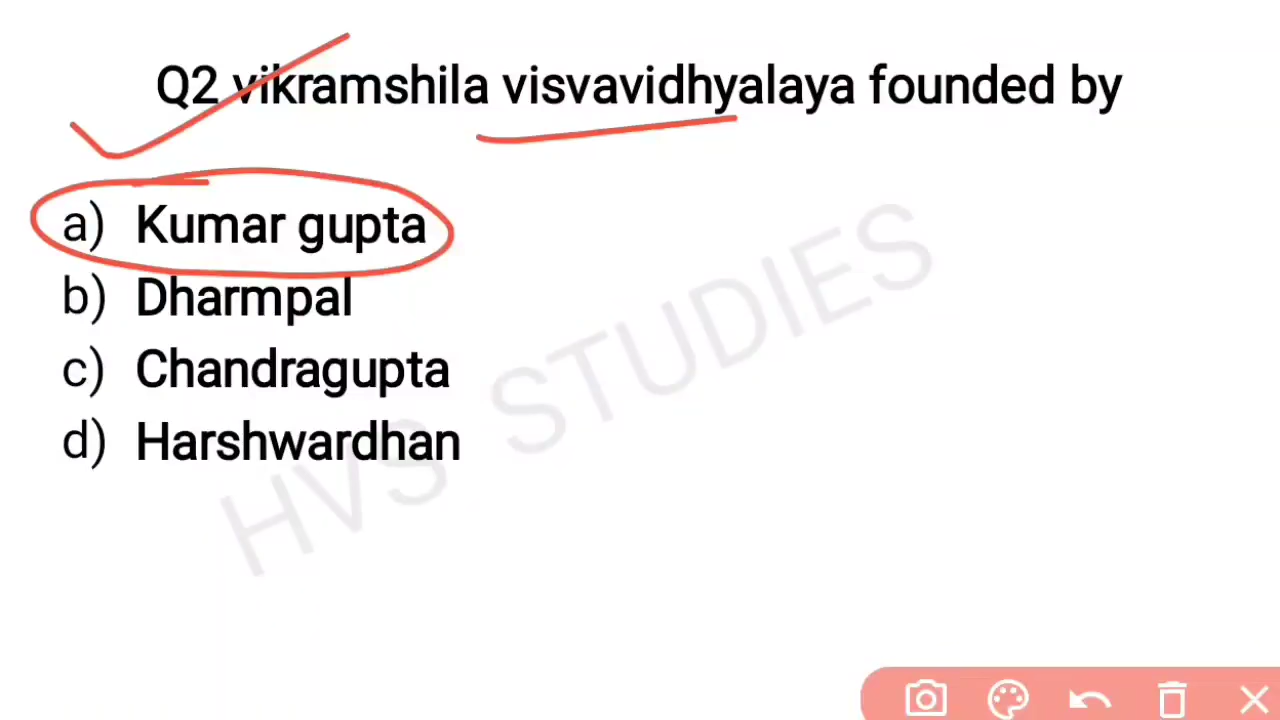 Q2 vikramshila visvavidhyalaya founded by
a) Kumar gupta
b) Dharmpal
c) Chandragupta
d) Harshwardhan
HVS STUDIES